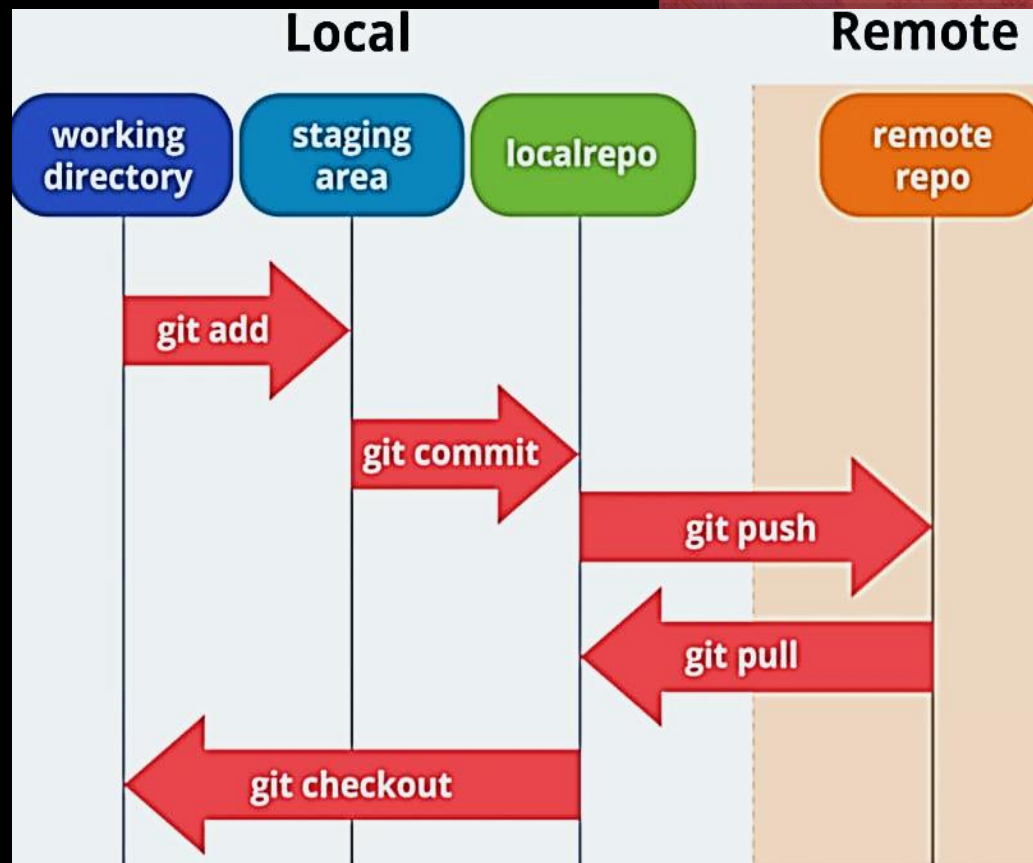 Local
Remote
working
directory
staging
area
localrepo
remote
repo
git add
git commit
git push
git pull
git checkout